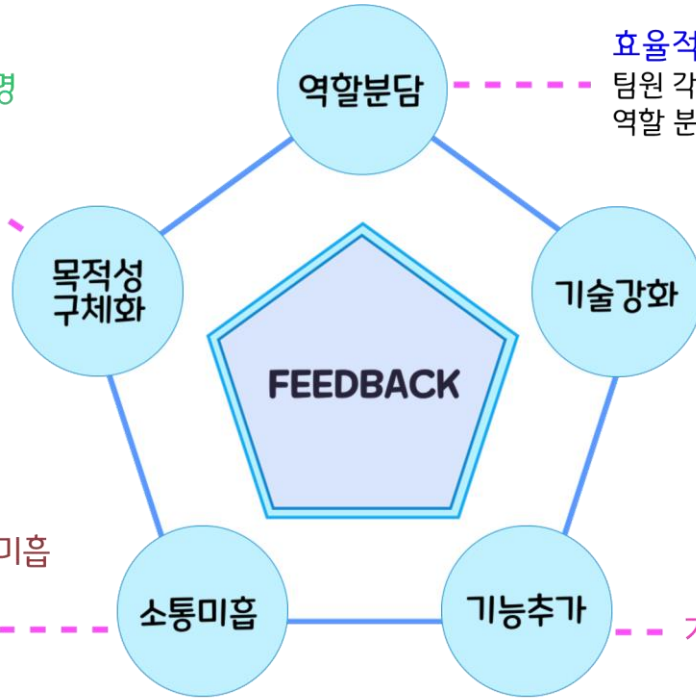 역할분담
효율적
팀원 각
역할 분
명
목적성
구체화
기술강화
FEEDBACK
미흡
소통미흡
기능추가